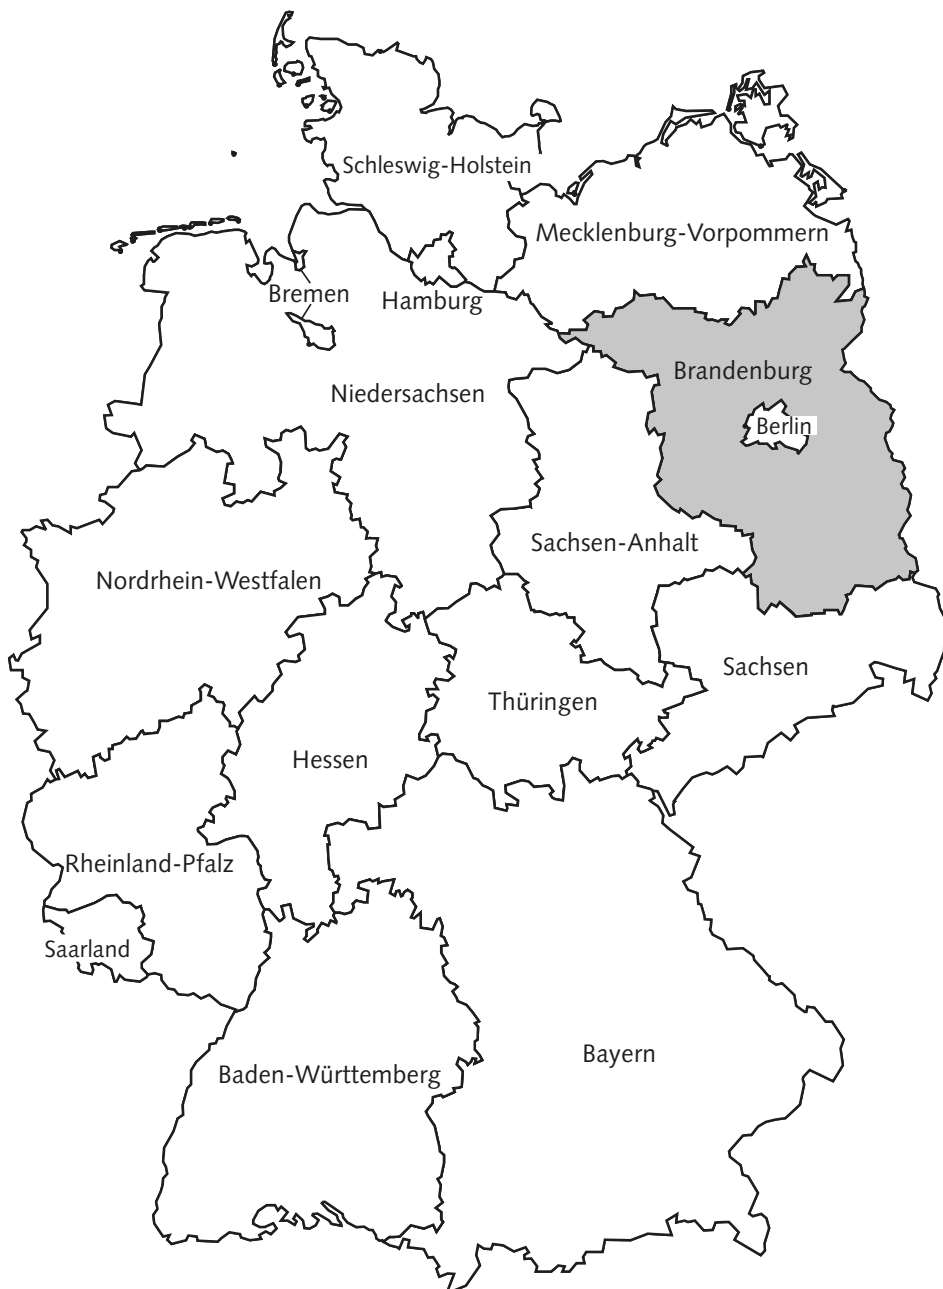 Schleswig-Holstein
Mecklenburg-Vorpommern
Bremen
Hamburg
Brandenburg
Niedersachsen
Berlin
Sachsen-Anhalt
Nordrhein-Westfalen
Sachsen
Thüringen
Hessen
Rheinland-Pfalz
Saarland
Bayern
Baden-Württemberg